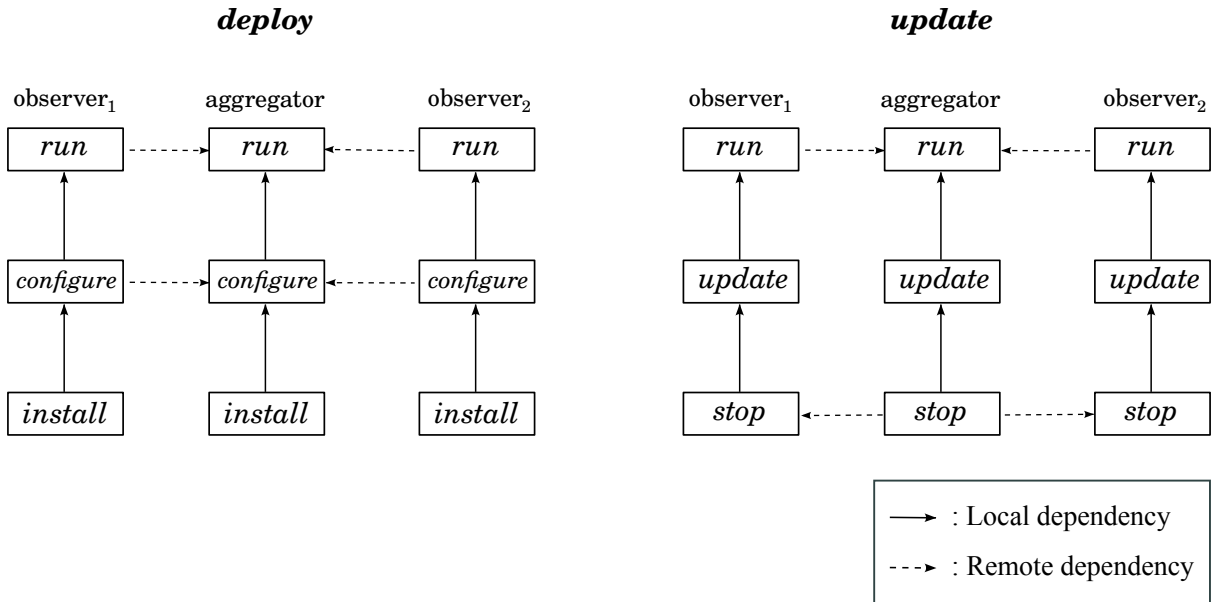 deploy update
observer₁ aggregator observer₂ observer₁ aggregator observer₂
run run run run run run
configure configure configure update update update
install install install stop stop stop
: Local dependency
: Remote dependency